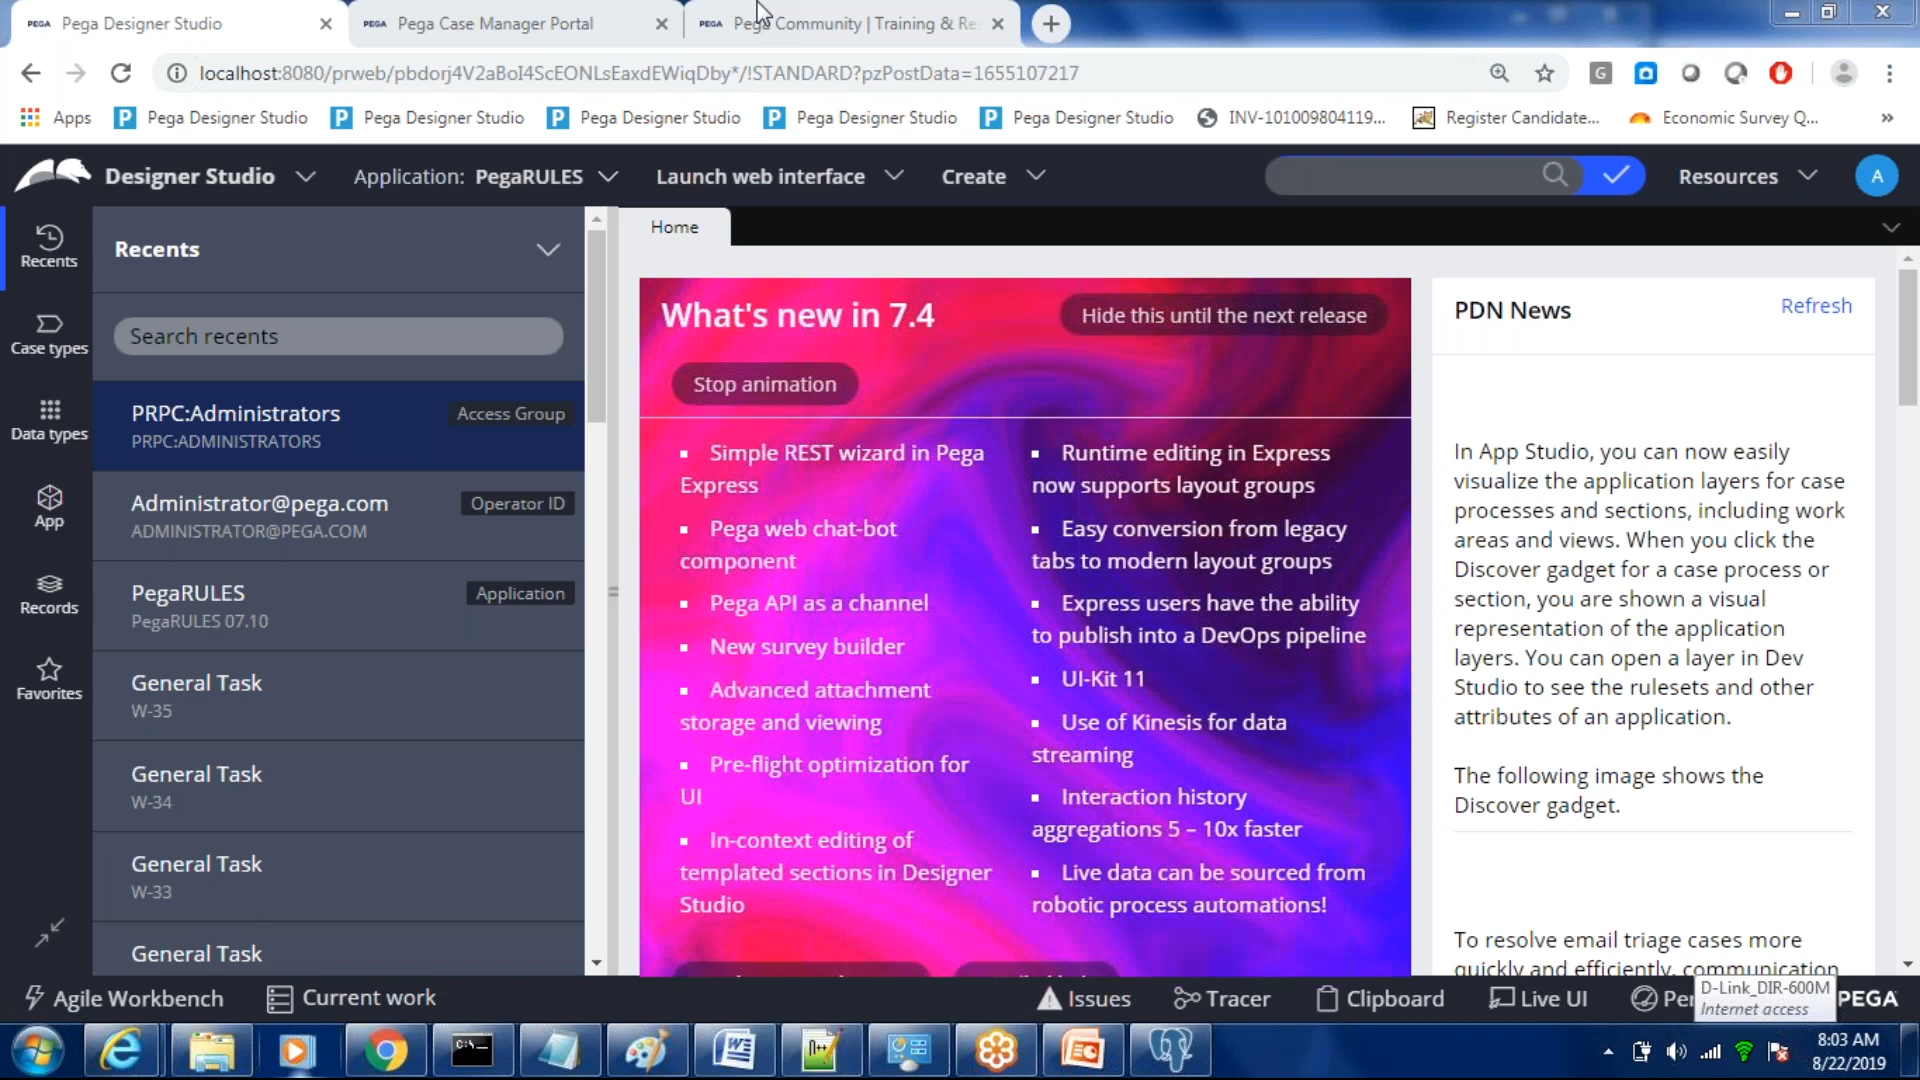 PEGA Pega Designer Studio
PEGA Pega Case Manager Portal
PEGA Pega Community | Training & Re
localhost:8080/prweb/pbdorj4V2aBoI4ScEONLsEaxdEWiqDby*/!STANDARD?pzPostData=1655107217
Apps
Pega Designer Studio
Pega Designer Studio
Pega Designer Studio
Pega Designer Studio
Pega Designer Studio
INV-101009804119...
Register Candidate...
Economic Survey Q...
Designer Studio
Application: PegaRULES
Launch web interface
Create
Resources
A
Recents
Case types
Data types
App
Records
Favorites
Recents
Search recents
PRPC:Administrators
Access Group
PRPC:ADMINISTRATORS
Administrator@pega.com
Operator ID
ADMINISTRATOR@PEGA.COM
PegaRULES
Application
PegaRULES 07.10
General Task
W-35
General Task
W-34
General Task
W-33
General Task
Home
What's new in 7.4
Hide this until the next release
Stop animation
Simple REST wizard in Pega
Express
Pega web chat-bot
component
Pega API as a channel
New survey builder
Advanced attachment
storage and viewing
Pre-flight optimization for
UI
In-context editing of
templated sections in Designer
Studio
Runtime editing in Express
now supports layout groups
Easy conversion from legacy
tabs to modern layout groups
Express users have the ability
to publish into a DevOps pipeline
UI-Kit 11
Use of Kinesis for data
streaming
Interaction history
aggregations 5 – 10x faster
Live data can be sourced from
robotic process automations!
PDN News
Refresh
In App Studio, you can now easily
visualize the application layers for case
processes and sections, including work
areas and views. When you click the
Discover gadget for a case process or
section, you are shown a visual
representation of the application
layers. You can open a layer in Dev
Studio to see the rulesets and other
attributes of an application.
The following image shows the
Discover gadget.
To resolve email triage cases more
quickly and efficiently, communication
Agile Workbench
Current work
Issues
Tracer
Clipboard
Live UI
Per
D-Link_DIR-600M
Internet access
PEGA
8:03 AM
8/22/2019